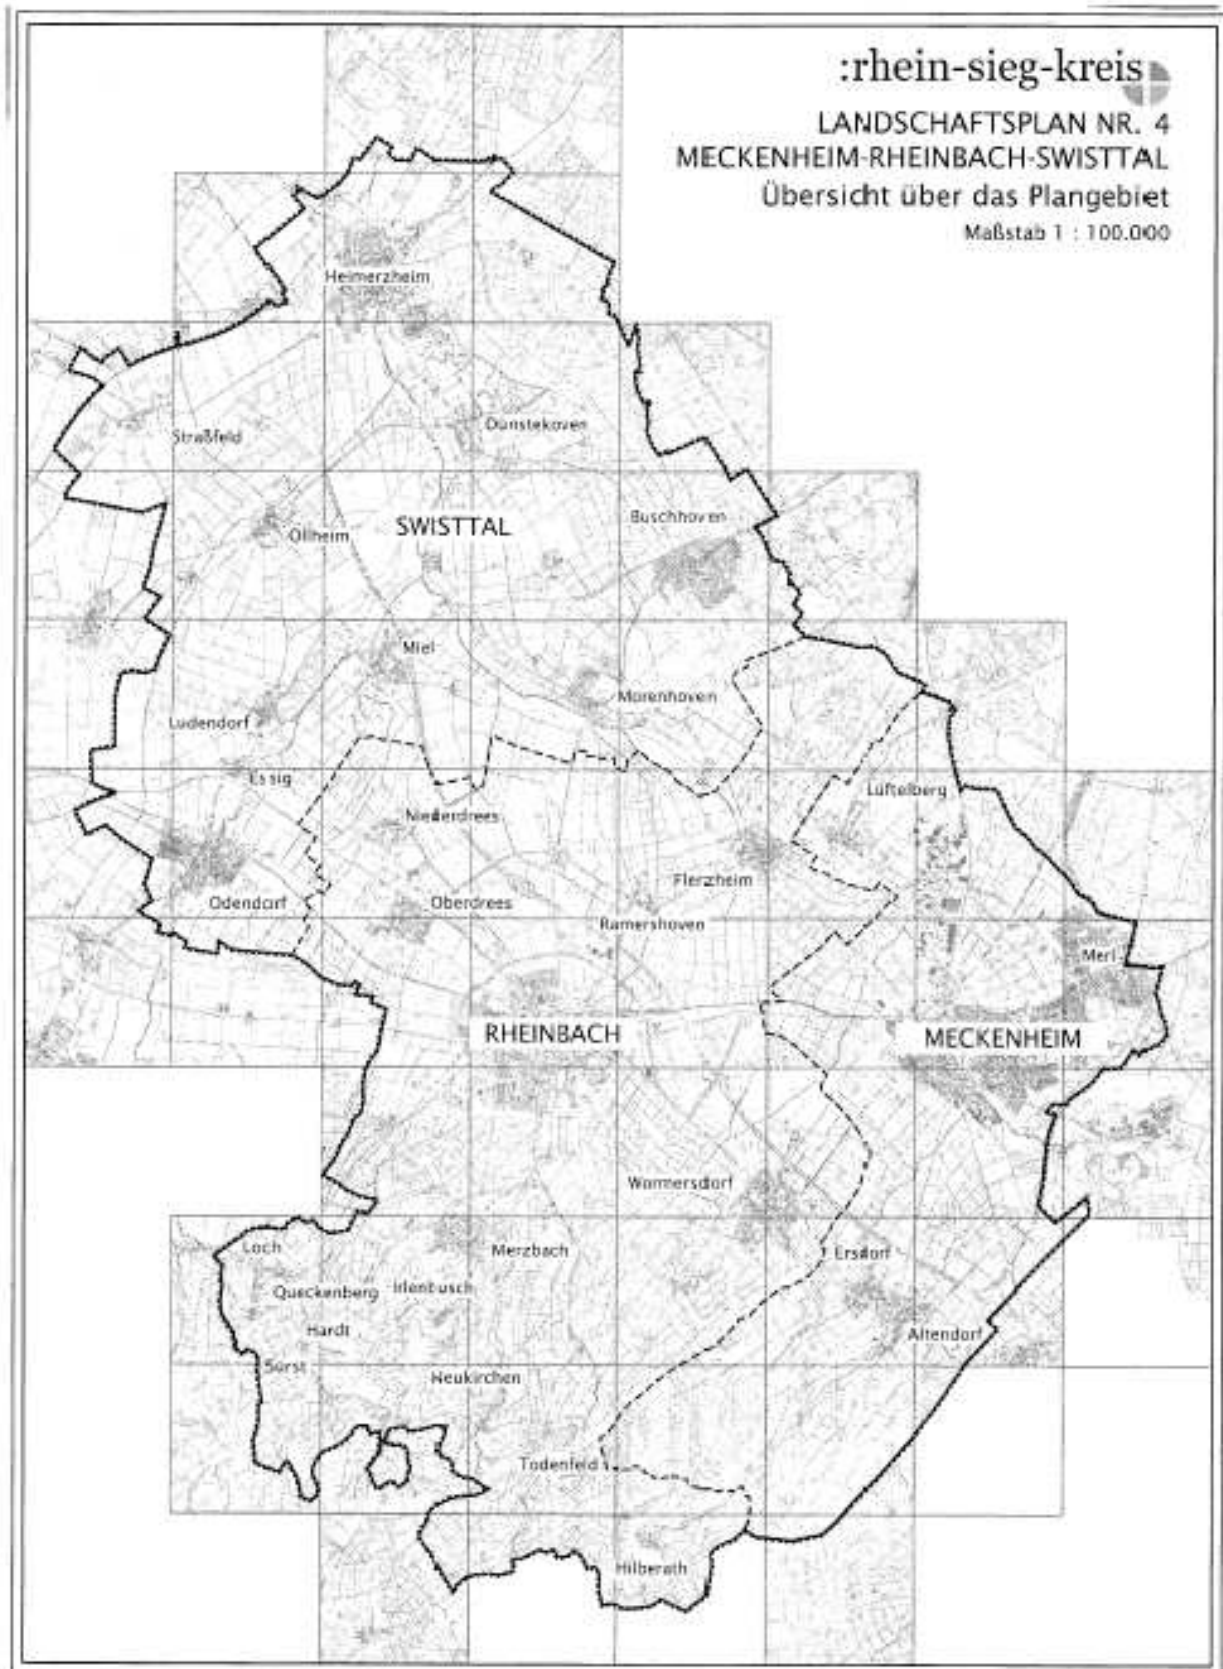 :rhein-sieg-kreis
LANDSCHAFTSPLAN NR. 4
MECKENHEIM-RHEINBACH-SWISTTAL
Übersicht über das Plangebiet
Maßstab 1 : 100.000
Heimerzheim
Straßfeld
Dünstekoven
Buschhoven
Ollheim
SWISTTAL
Miel
Morenhoven
Ludendorf
Essig
Lüftelberg
Niederdrees
Flerzheim
Odendorf
Oberdrees
Ramershoven
Merl
RHEINBACH
MECKENHEIM
Wormersdorf
Loch
Merzbach
Ersdorf
Queckenberg
Irlenbusch
Hardt
Altendorf
Sürst
Neukirchen
Todenfeld
Hilberath